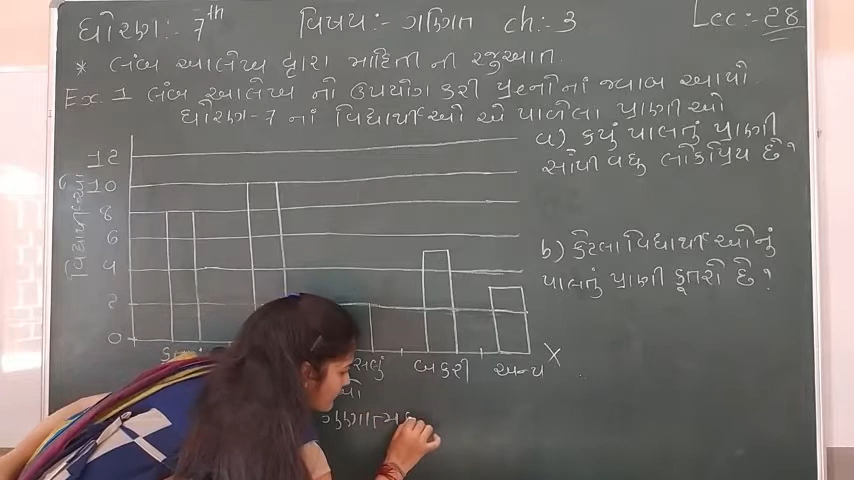 ધોરણ:- 7th વિષય:- ગણિત ch:- 3 Lec:- 28
* લંબ આલેખ દ્વારા માહિતી ની રજુઆત.
Ex. 1 લંબ આલેખ નો ઉપયોગ કરી પ્રશ્નોનાં જવાબ આપો.
ધોરણ-7 નાં વિદ્યાર્થીઓ એ પાળેલા પ્રાણીઓ
a) કયું પાલતું પ્રાણી
સૌથી વધુ લોકપ્રિય છે?
b) કેટલા વિદ્યાર્થીઓનું
પાલતું પ્રાણી કૂતરો છે?
12
10
8
6
4
2
0
બકરી અન્ય X